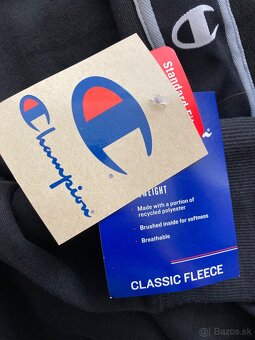 Champion
Standard Fit
WEIGHT
Made with a portion of
recycled polyester
Brushed inside for softness
Breathable
CLASSIC FLEECE
bazos.sk